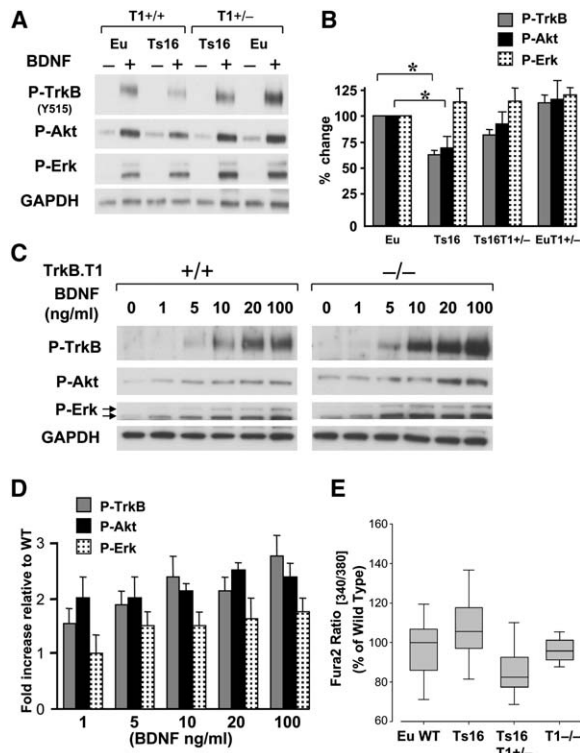 A
T1+/+ T1+/–
Eu Ts16 Ts16 Eu
BDNF – + – + – + – +
P-TrkB
(Y515)
P-Akt
P-Erk
GAPDH
B
P-TrkB
P-Akt
P-Erk
% change
125
100
75
50
25
0
*
*
Eu Ts16 Ts16T1+/– EuT1+/–
C
TrkB.T1 +/+ –/–
BDNF
(ng/ml) 0 1 5 10 20 100 0 1 5 10 20 100
P-TrkB
P-Akt
P-Erk
GAPDH
D
P-TrkB
P-Akt
P-Erk
Fold increase relative to WT
3
2
1
0
1 5 10 20 100
(BDNF ng/ml)
E
Fura2 Ratio [340/380]
(% of Wild Type)
160
140
120
100
80
60
Eu WT Ts16 Ts16 T1–/–
T1+/–